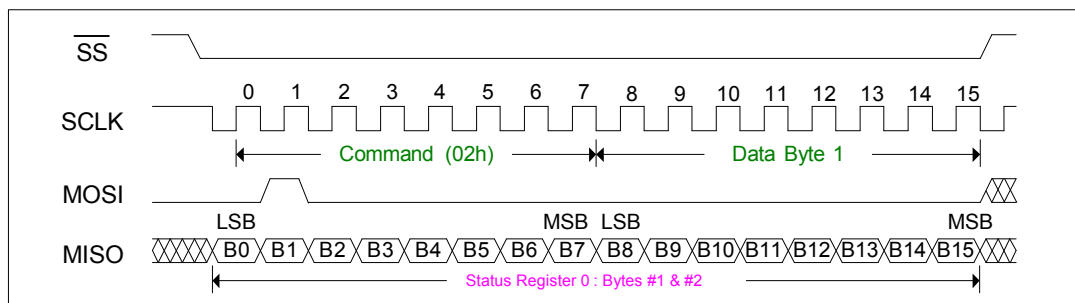 SS
0 1 2 3 4 5 6 7 8 9 10 11 12 13 14 15
SCLK
Command (02h) Data Byte 1
MOSI
LSB MSB LSB MSB
MISO B0 B1 B2 B3 B4 B5 B6 B7 B8 B9 B10 B11 B12 B13 B14 B15
Status Register 0 : Bytes #1 & #2